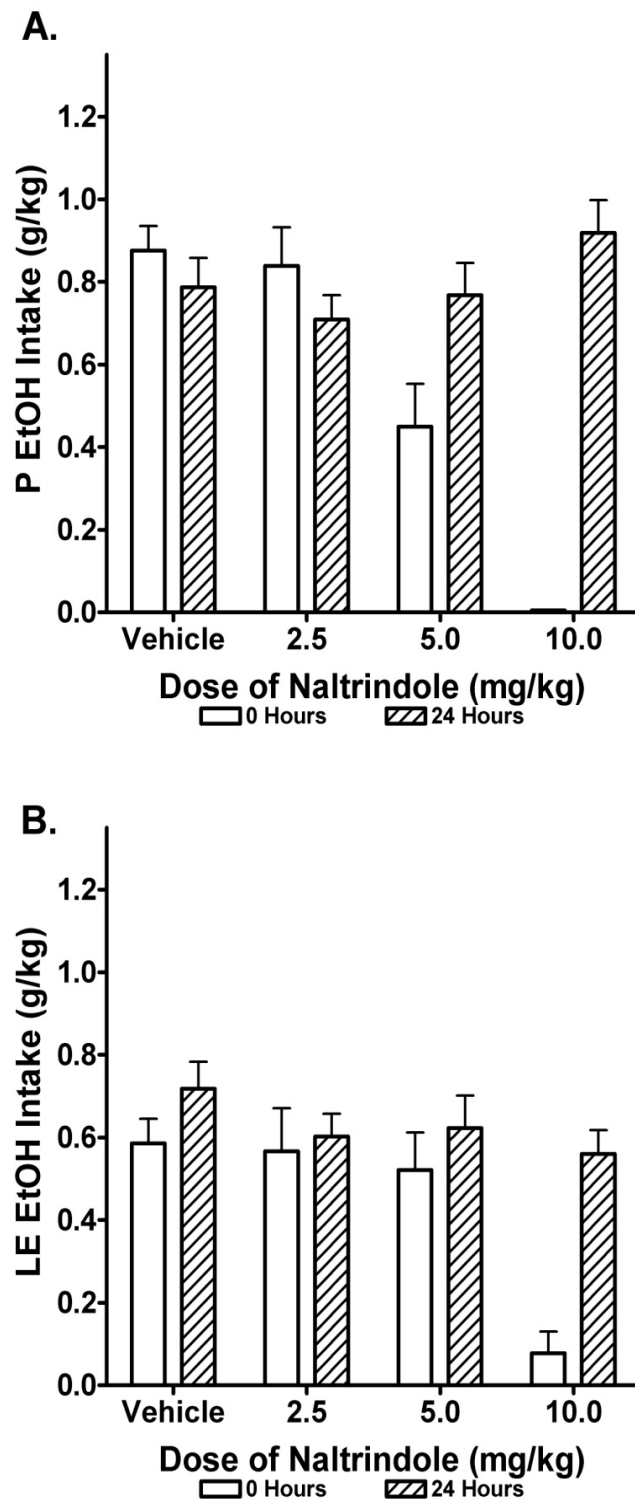 A.
P EtOH Intake (g/kg)
1.2
1.0
0.8
0.6
0.4
0.2
0.0
Vehicle 2.5 5.0 10.0
Dose of Naltrindole (mg/kg)
0 Hours 24 Hours
B.
LE EtOH Intake (g/kg)
1.2
1.0
0.8
0.6
0.4
0.2
0.0
Vehicle 2.5 5.0 10.0
Dose of Naltrindole (mg/kg)
0 Hours 24 Hours